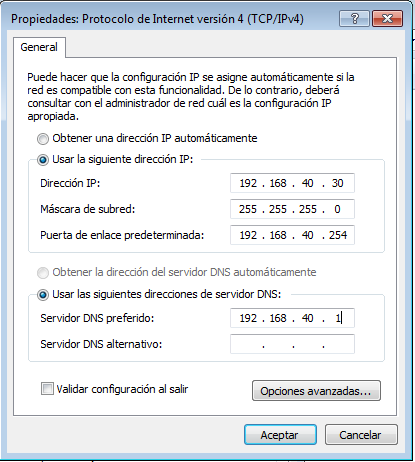 Propiedades: Protocolo de Internet versión 4 (TCP/IPv4)
General
Puede hacer que la configuración IP se asigne automáticamente si la
red es compatible con esta funcionalidad. De lo contrario, deberá
consultar con el administrador de red cuál es la configuración IP
apropiada.
Obtener una dirección IP automáticamente
Usar la siguiente dirección IP:
Dirección IP: 192 . 168 . 40 . 30
Máscara de subred: 255 . 255 . 255 . 0
Puerta de enlace predeterminada: 192 . 168 . 40 . 254
Obtener la dirección del servidor DNS automáticamente
Usar las siguientes direcciones de servidor DNS:
Servidor DNS preferido: 192 . 168 . 40 . 1
Servidor DNS alternativo: . . .
Validar configuración al salir
Opciones avanzadas...
Aceptar Cancelar